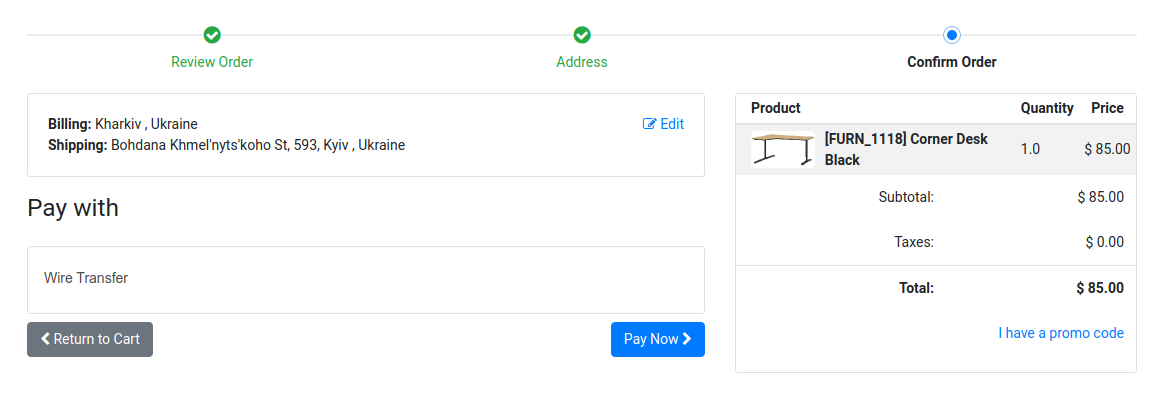 Review Order
Address
Confirm Order
Billing: Kharkiv , Ukraine
Edit
Shipping: Bohdana Khmel'nyts'koho St, 593, Kyiv , Ukraine
Pay with
Wire Transfer
Return to Cart
Pay Now
Product Quantity Price
[FURN_1118] Corner Desk
Black
1.0 $ 85.00
Subtotal: $ 85.00
Taxes: $ 0.00
Total: $ 85.00
I have a promo code